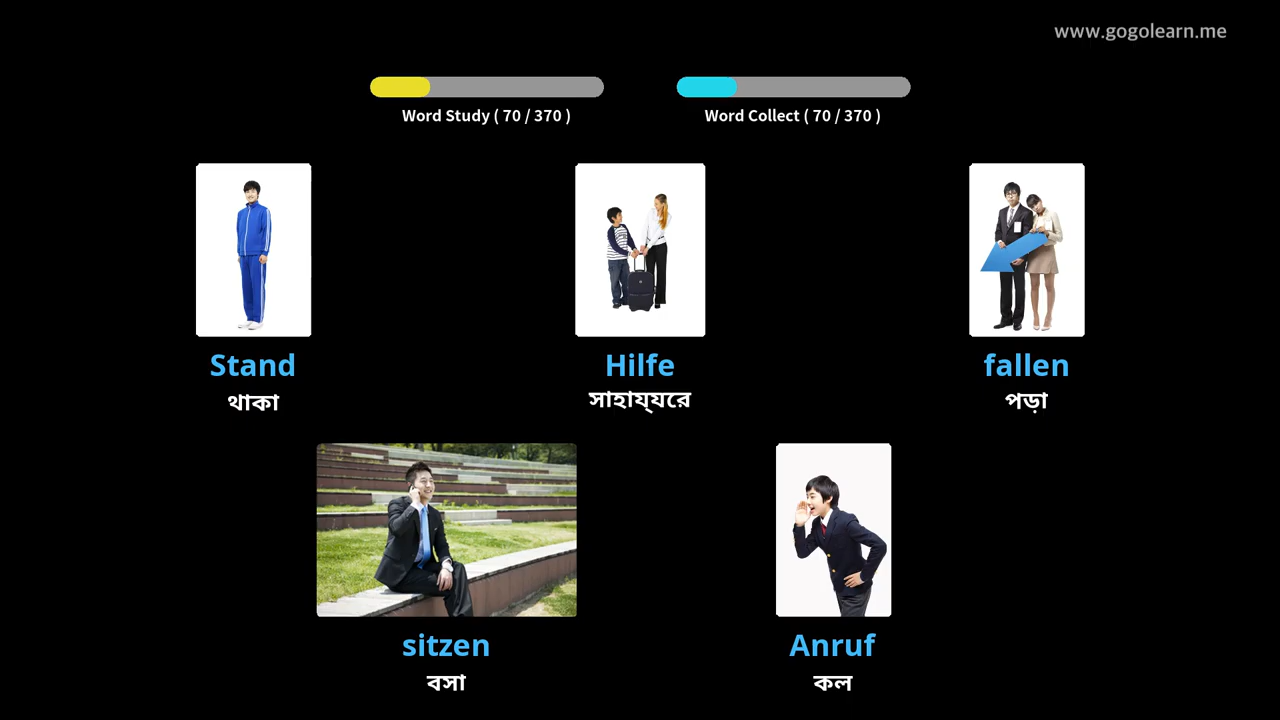 www.gogolearn.me
Word Study ( 70 / 370 )
Word Collect ( 70 / 370 )
Stand
থাকা
Hilfe
সাহায্যরে
fallen
পড়া
sitzen
বসা
Anruf
কল